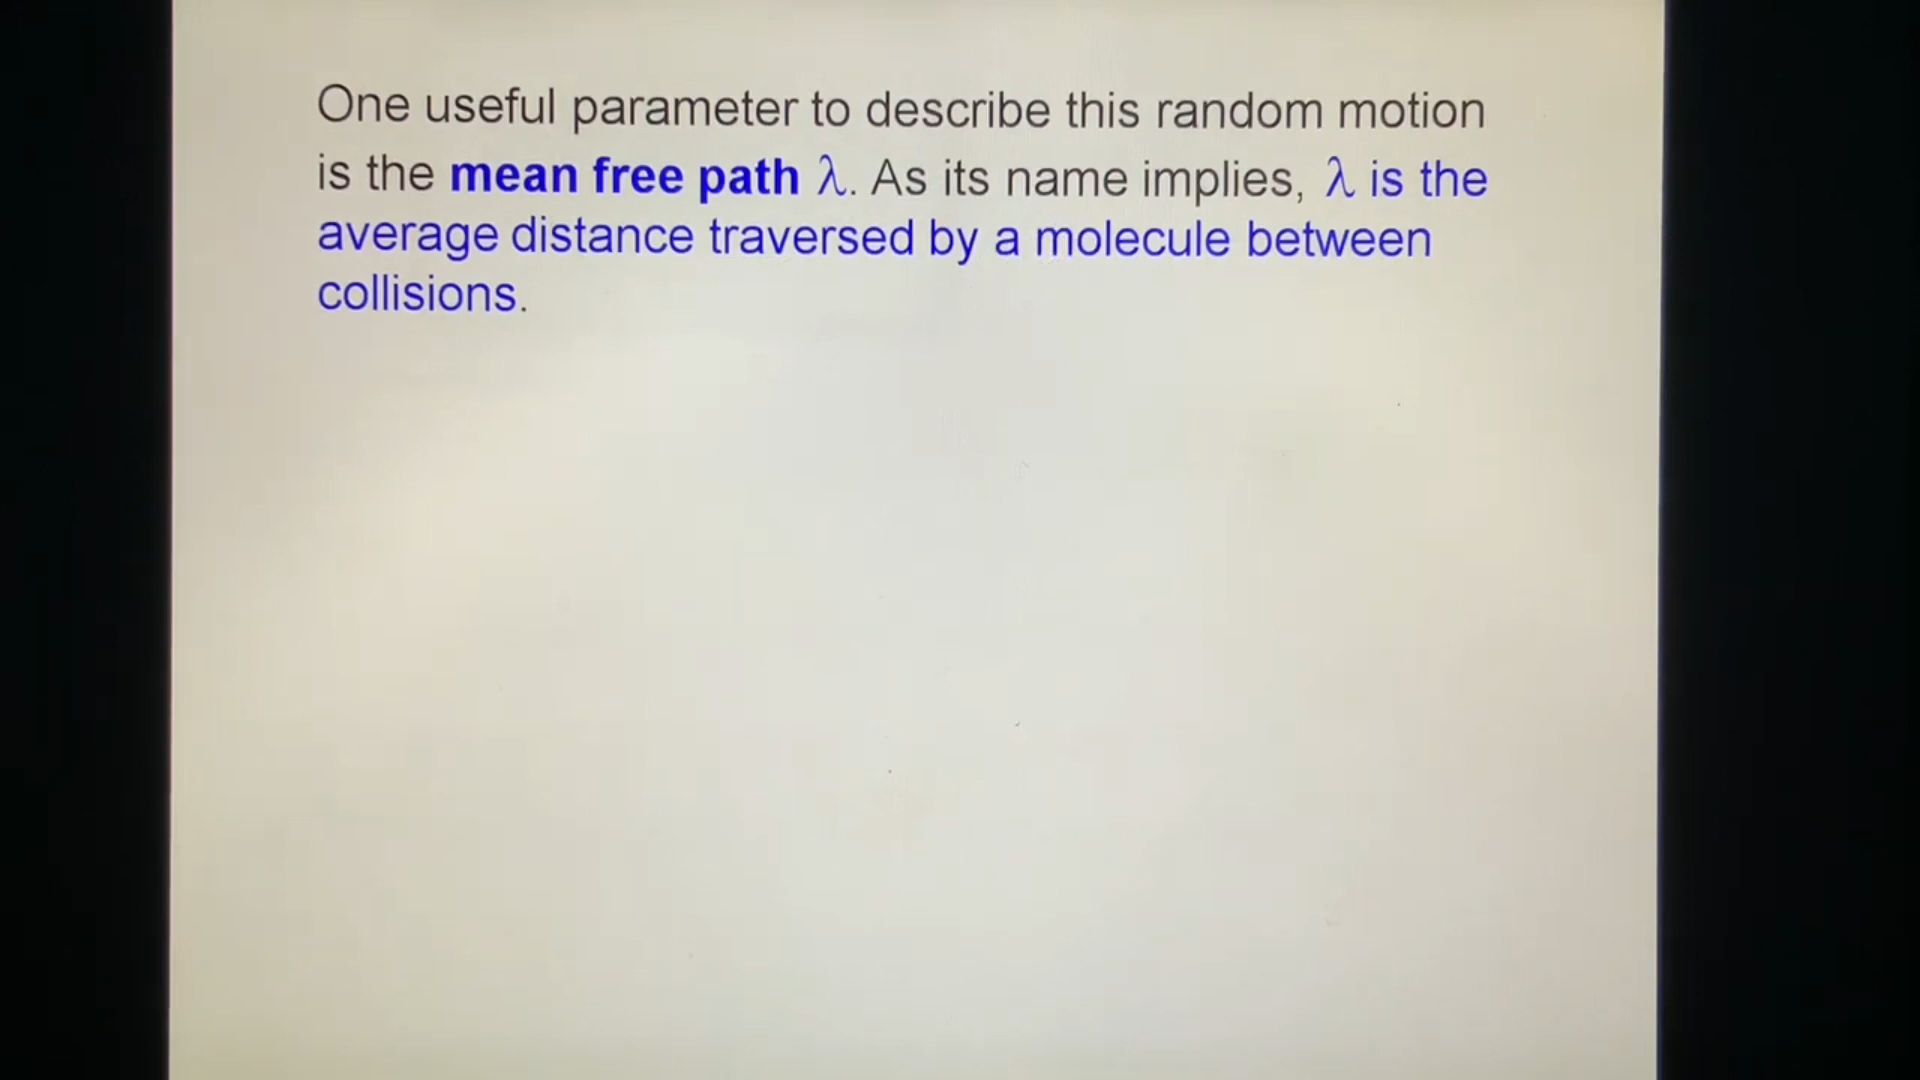 One useful parameter to describe this random motion
is the mean free path λ. As its name implies, λ is the
average distance traversed by a molecule between
collisions.